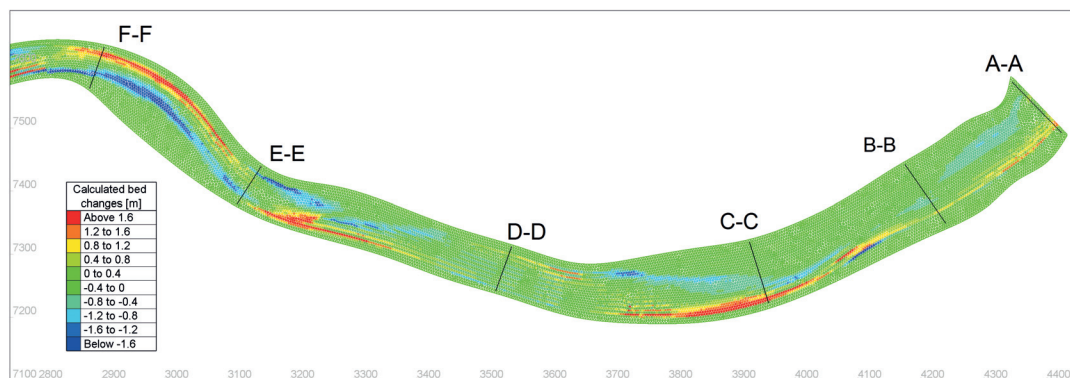 F-F
A-A
7500
B-B
E-E
7400
Calculated bed
changes [m]
Above 1.6
1.2 to 1.6
0.8 to 1.2
0.4 to 0.8
0 to 0.4
-0.4 to 0
-0.8 to -0.4
-1.2 to -0.8
-1.6 to -1.2
Below -1.6
D-D
C-C
7300
7200
7100 2800 2900 3000 3100 3200 3300 3400 3500 3600 3700 3800 3900 4000 4100 4200 4300 4400